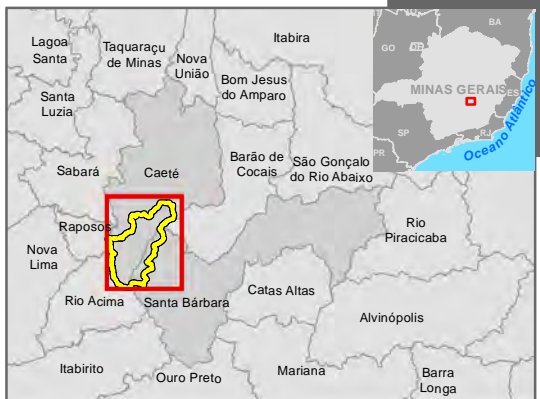 Lagoa
Santa
Taquaraçu
de Minas
Nova
União
Itabira
Bom Jesus
do Amparo
Santa
Luzia
Sabará
Caeté
Barão de
Cocais
São Gonçalo
do Rio Abaixo
Raposos
Nova
Lima
Rio
Piracicaba
Rio Acima
Santa Bárbara
Catas Altas
Alvinópolis
Itabirito
Ouro Preto
Mariana
Barra
Longa
BA
GO
DF
MINAS GERAIS
ES
SP
RJ
PR
Oceano Atlântico